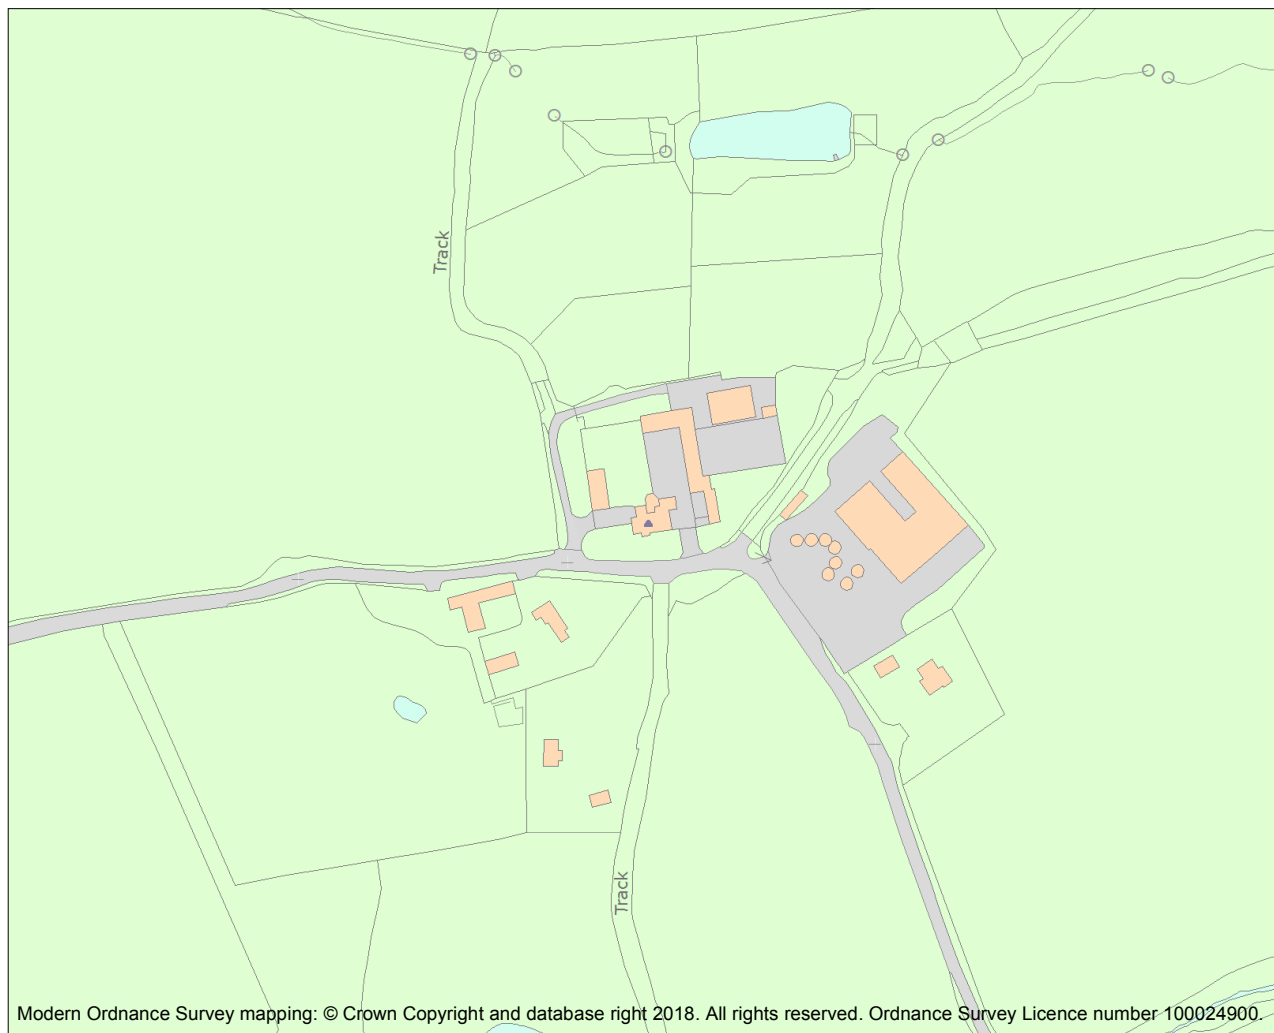 Track
Track
Modern Ordnance Survey mapping: © Crown Copyright and database right 2018. All rights reserved. Ordnance Survey Licence number 100024900.